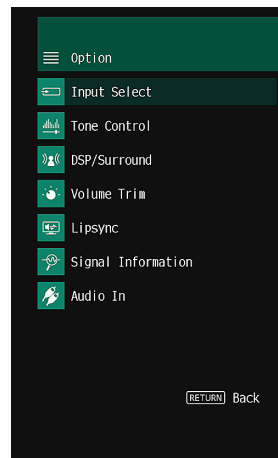 Option
Input Select
Tone Control
DSP/Surround
Volume Trim
Lipsync
Signal Information
Audio In
RETURN Back